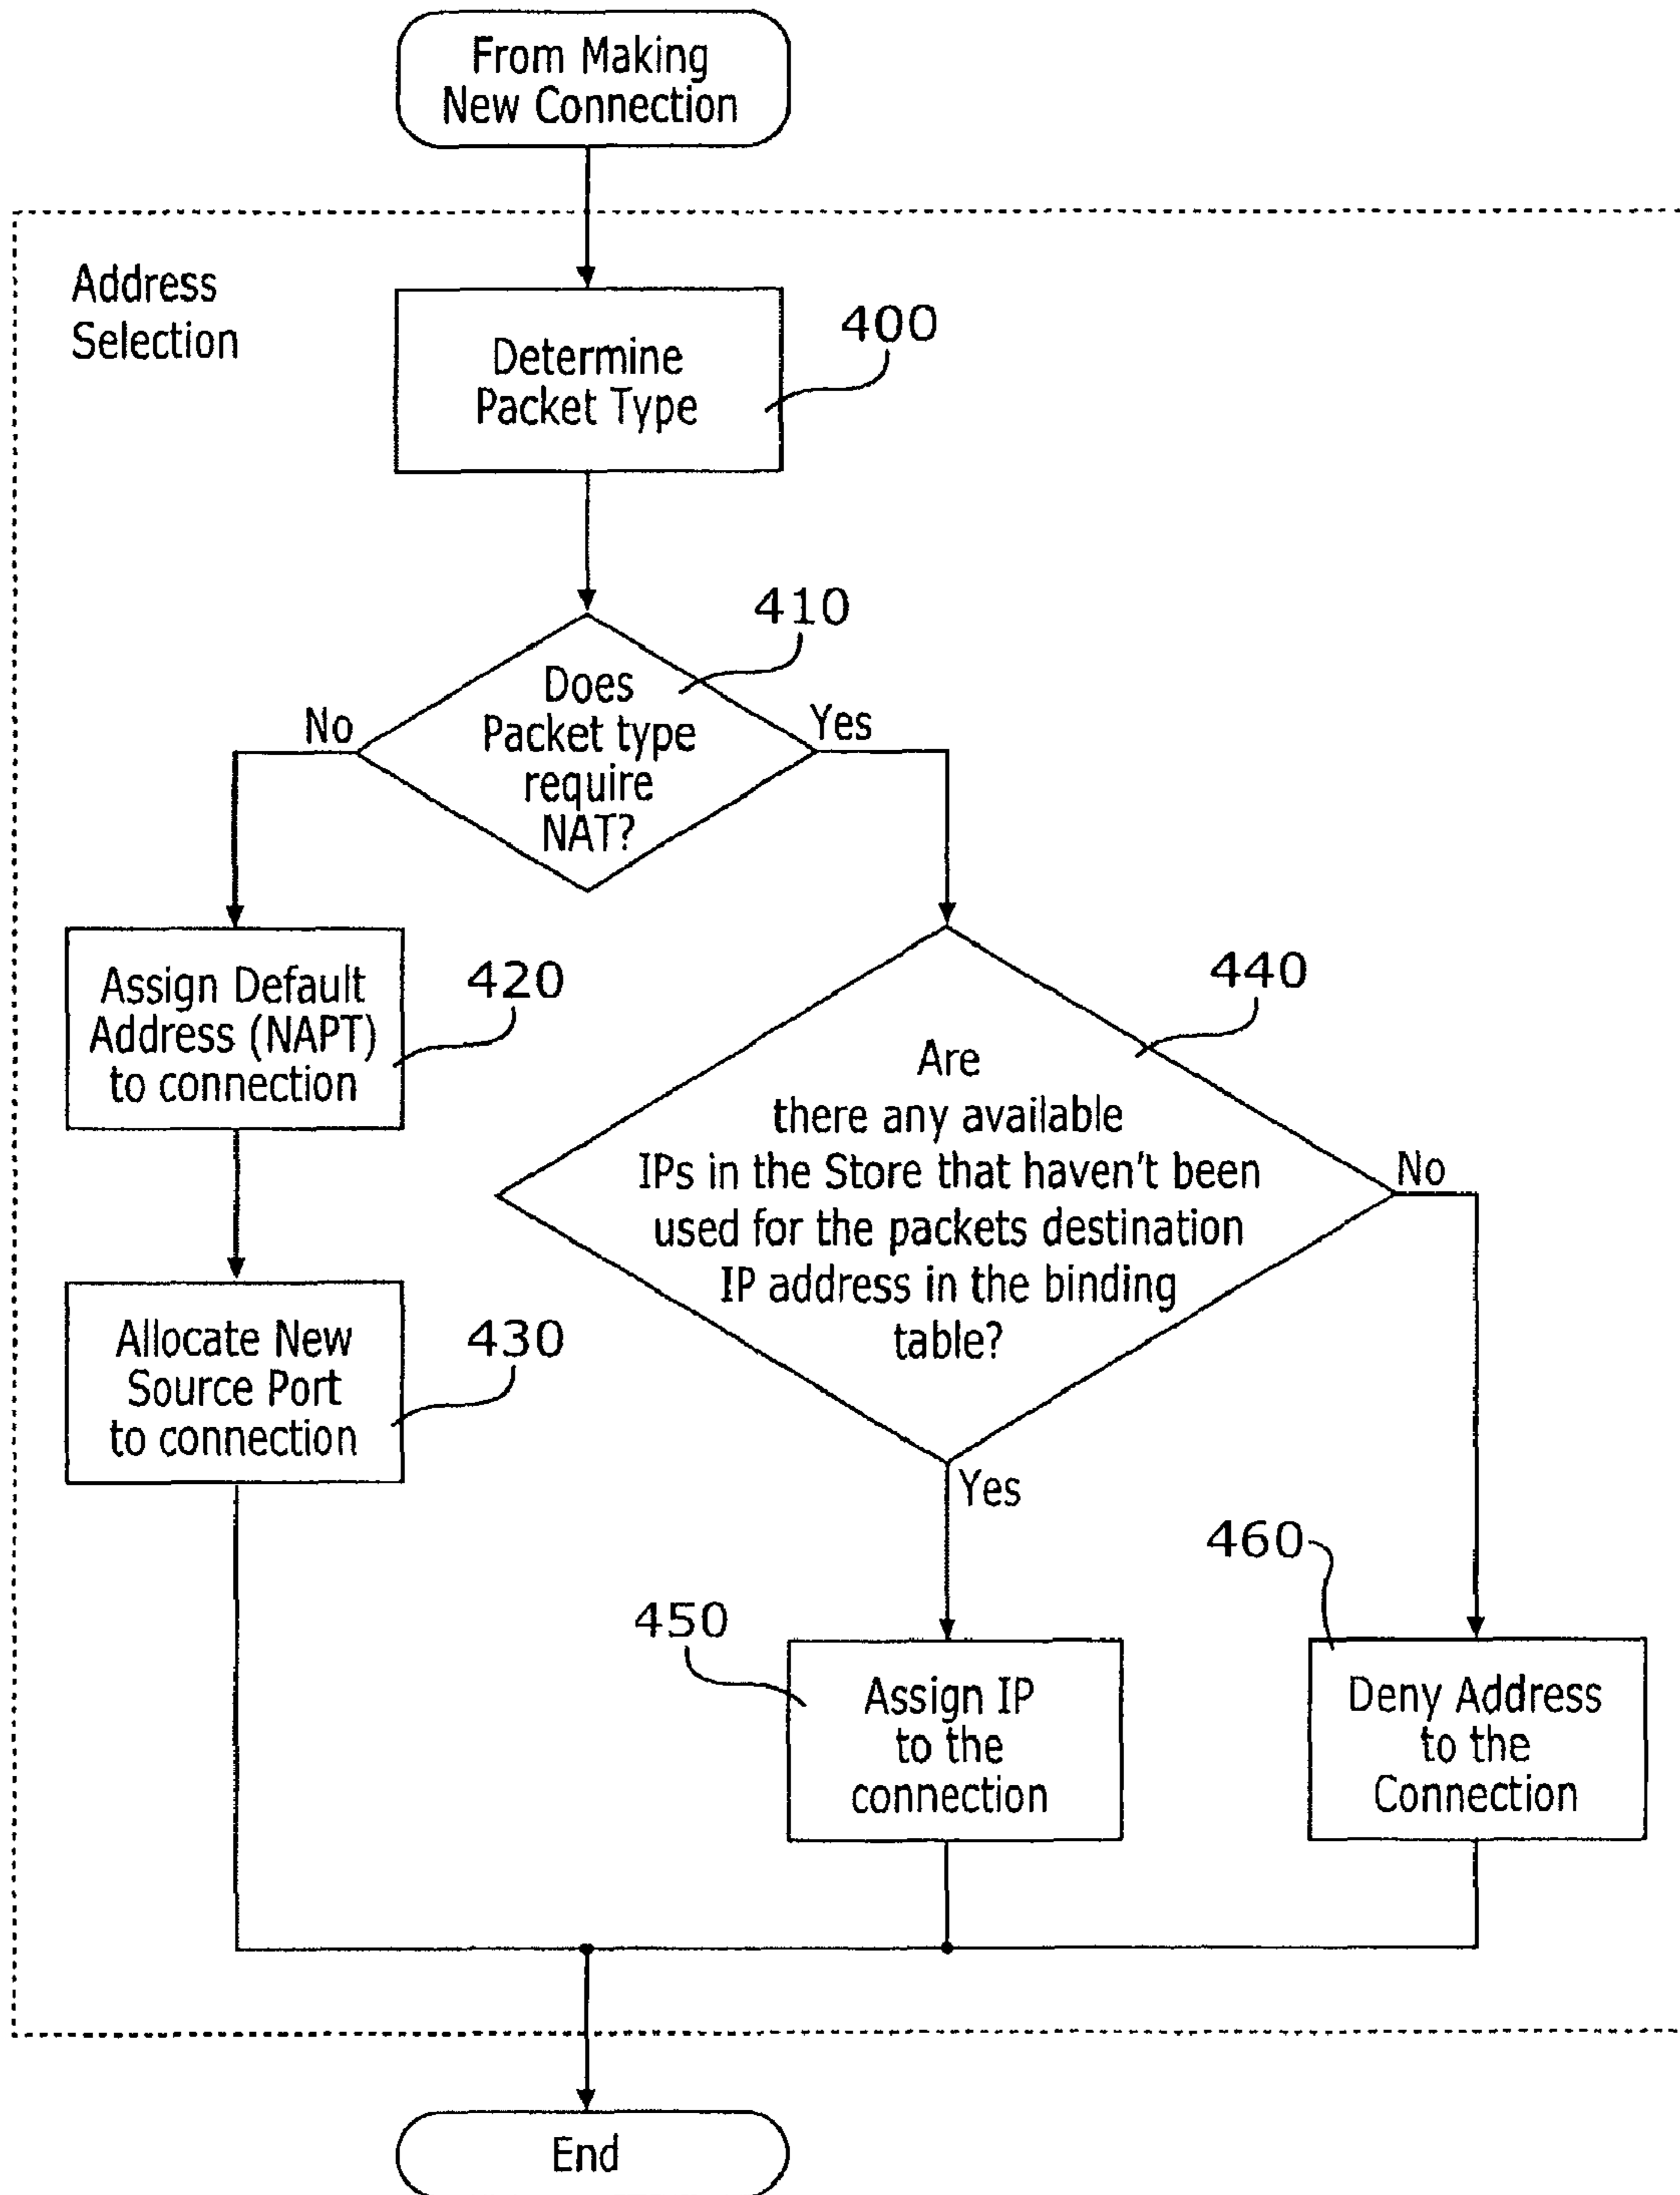 From Making
New Connection
Address
Selection
Determine
Packet Type
400
410
Does
Packet type
require
NAT?
No
Yes
Assign Default
Address (NAPT)
to connection
420
440
Are
there any available
IPs in the Store that haven't been
used for the packets destination
IP address in the binding
table?
No
Yes
Allocate New
Source Port
to connection
430
450
Assign IP
to the
connection
460
Deny Address
to the
Connection
End